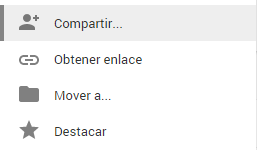 Compartir...
Obtener enlace
Mover a...
Destacar